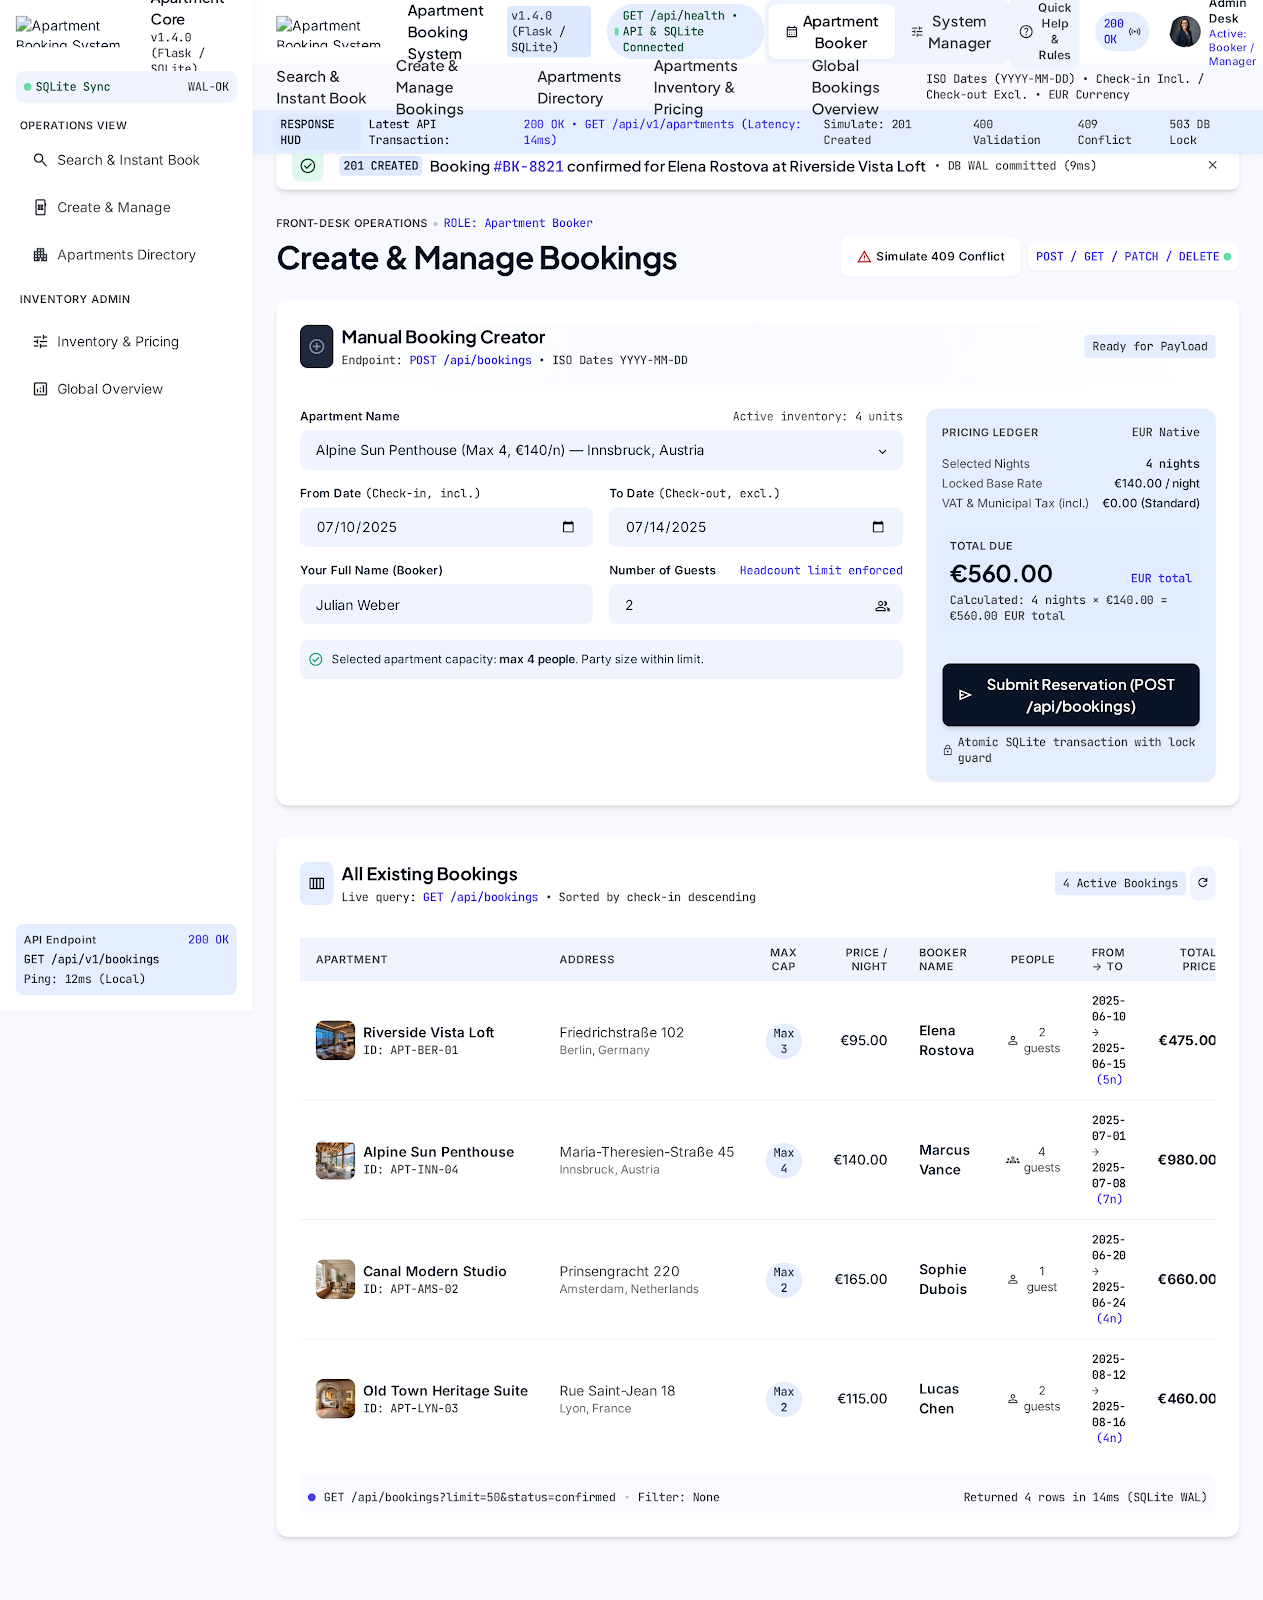 Apartment
Booking System
Apartment
Core
v1.4.0
(Flask /
SQLite)
SQLite Sync
WAL-OK
OPERATIONS VIEW
Search & Instant Book
Create & Manage
Apartments Directory
INVENTORY ADMIN
Inventory & Pricing
Global Overview
API Endpoint
200 OK
GET /api/v1/bookings
Ping: 12ms (Local)
Apartment
Booking System
Apartment
Booking
System
v1.4.0
(Flask /
SQLite)
GET /api/health •
API & SQLite
Connected
Apartment
Booker
System
Manager
Quick
Help
&
Rules
200
OK
Admin
Desk
Active:
Booker /
Manager
Search &
Instant Book
Create &
Manage
Bookings
Apartments
Directory
Apartments
Inventory &
Pricing
Global
Bookings
Overview
ISO Dates (YYYY-MM-DD) • Check-in Incl. /
Check-out Excl. • EUR Currency
RESPONSE
HUD
Latest API
Transaction:
200 OK • GET /api/v1/apartments (Latency:
14ms)
Simulate: 201
Created
400
Validation
409
Conflict
503 DB
Lock
201 CREATED Booking #BK-8821 confirmed for Elena Rostova at Riverside Vista Loft • DB WAL committed (9ms)
FRONT-DESK OPERATIONS • ROLE: Apartment Booker
Create & Manage Bookings
Simulate 409 Conflict
POST / GET / PATCH / DELETE
Manual Booking Creator
Endpoint: POST /api/bookings • ISO Dates YYYY-MM-DD
Ready for Payload
Apartment Name
Active inventory: 4 units
Alpine Sun Penthouse (Max 4, €140/n) — Innsbruck, Austria
From Date (Check-in, incl.)
To Date (Check-out, excl.)
07/10/2025
07/14/2025
Your Full Name (Booker)
Number of Guests
Headcount limit enforced
Julian Weber
2
Selected apartment capacity: max 4 people. Party size within limit.
PRICING LEDGER
EUR Native
Selected Nights
4 nights
Locked Base Rate
€140.00 / night
VAT & Municipal Tax (incl.)
€0.00 (Standard)
TOTAL DUE
€560.00
EUR total
Calculated: 4 nights × €140.00 =
€560.00 EUR total
Submit Reservation (POST
/api/bookings)
Atomic SQLite transaction with lock
guard
All Existing Bookings
Live query: GET /api/bookings • Sorted by check-in descending
4 Active Bookings
APARTMENT
ADDRESS
MAX
CAP
PRICE /
NIGHT
BOOKER
NAME
PEOPLE
FROM
→ TO
TOTAL
PRICE
Riverside Vista Loft
ID: APT-BER-01
Friedrichstraße 102
Berlin, Germany
Max
3
€95.00
Elena
Rostova
2
guests
2025-
06-10
→
2025-
06-15
(5n)
€475.00
Alpine Sun Penthouse
ID: APT-INN-04
Maria-Theresien-Straße 45
Innsbruck, Austria
Max
4
€140.00
Marcus
Vance
4
guests
2025-
07-01
→
2025-
07-08
(7n)
€980.00
Canal Modern Studio
ID: APT-AMS-02
Prinsengracht 220
Amsterdam, Netherlands
Max
2
€165.00
Sophie
Dubois
1
guest
2025-
06-20
→
2025-
06-24
(4n)
€660.00
Old Town Heritage Suite
ID: APT-LYN-03
Rue Saint-Jean 18
Lyon, France
Max
2
€115.00
Lucas
Chen
2
guests
2025-
08-12
→
2025-
08-16
(4n)
€460.00
GET /api/bookings?limit=50&status=confirmed • Filter: None
Returned 4 rows in 14ms (SQLite WAL)